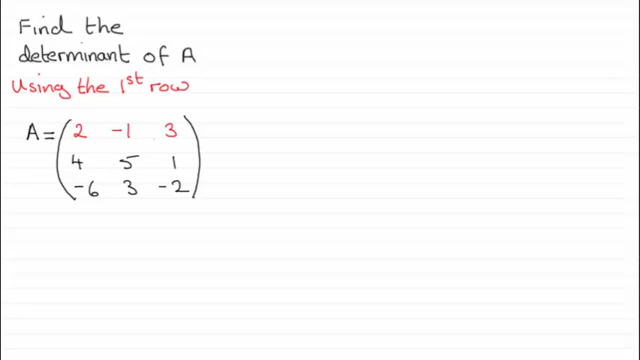 Find the
determinant of A
Using the 1st row
A = ( 2 -1 3 )
4 5 1
-6 3 -2